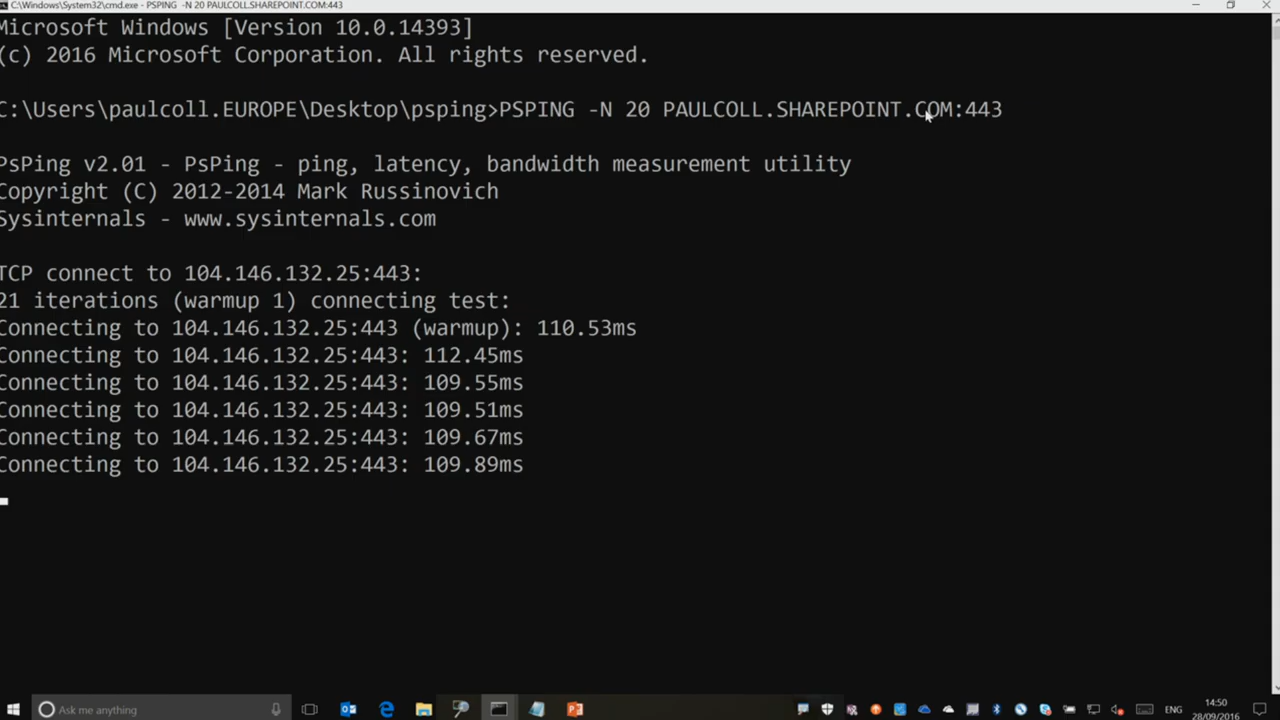 C:\Windows\System32\cmd.exe - PSPING -N 20 PAULCOLL.SHAREPOINT.COM:443
Microsoft Windows [Version 10.0.14393]
(c) 2016 Microsoft Corporation. All rights reserved.
C:\Users\paulcoll.EUROPE\Desktop\psping>PSPING -N 20 PAULCOLL.SHAREPOINT.COM:443
PsPing v2.01 - PsPing - ping, latency, bandwidth measurement utility
Copyright (C) 2012-2014 Mark Russinovich
Sysinternals - www.sysinternals.com
TCP connect to 104.146.132.25:443:
21 iterations (warmup 1) connecting test:
Connecting to 104.146.132.25:443 (warmup): 110.53ms
Connecting to 104.146.132.25:443: 112.45ms
Connecting to 104.146.132.25:443: 109.55ms
Connecting to 104.146.132.25:443: 109.51ms
Connecting to 104.146.132.25:443: 109.67ms
Connecting to 104.146.132.25:443: 109.89ms
Ask me anything
ENG
14:50
28/09/2016